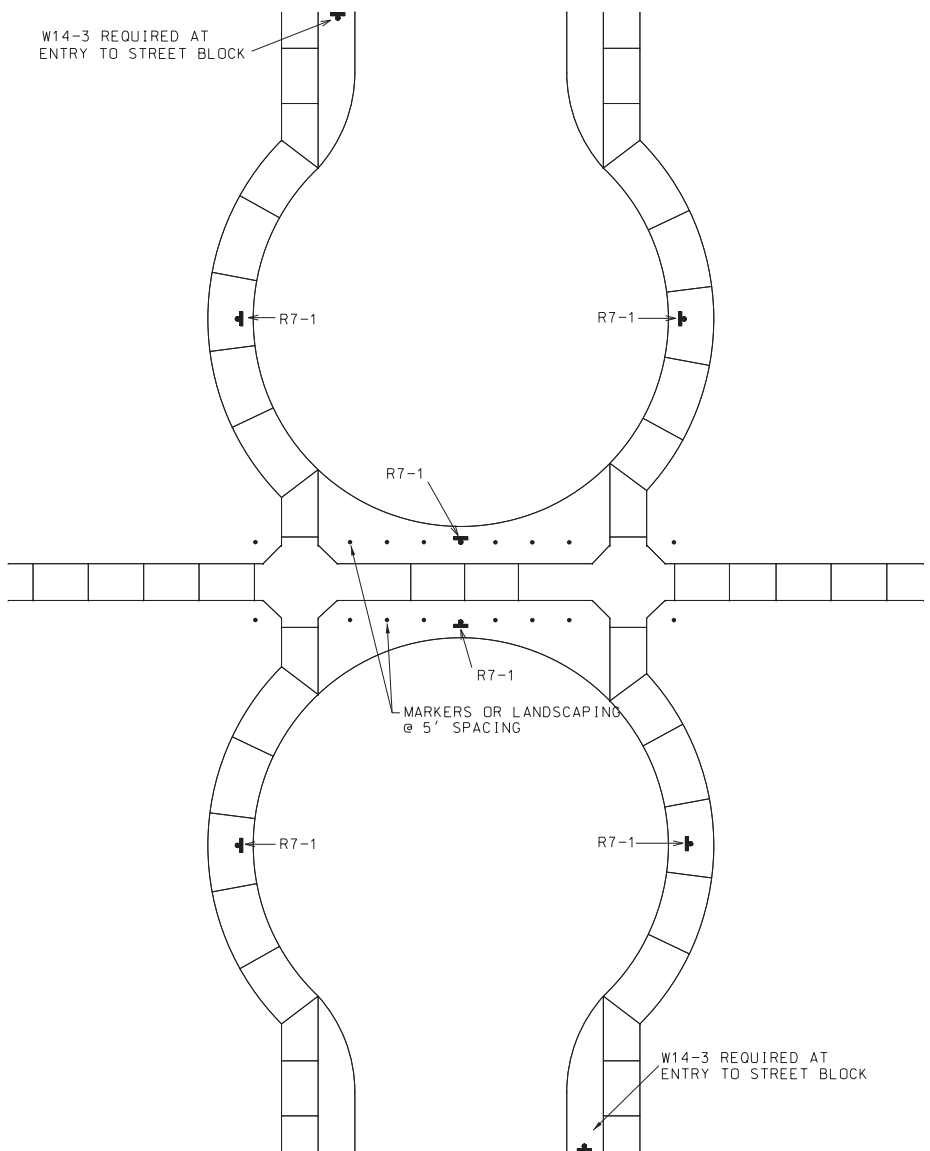 W14-3 REQUIRED AT
ENTRY TO STREET BLOCK
R7-1
R7-1
R7-1
R7-1
MARKERS OR LANDSCAPING
@ 5' SPACING
R7-1
R7-1
W14-3 REQUIRED AT
ENTRY TO STREET BLOCK